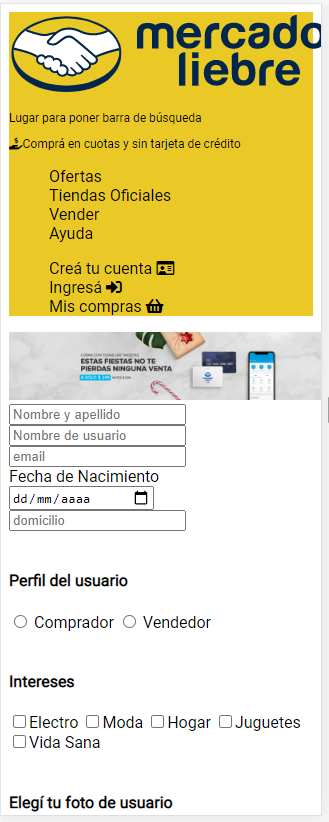 mercado
liebre
Lugar para poner barra de búsqueda
Comprá en cuotas y sin tarjeta de crédito
Ofertas
Tiendas Oficiales
Vender
Ayuda
Creá tu cuenta
Ingresá
Mis compras
COBRA CON TODAS LAS TARJETAS
ESTAS FIESTAS NO TE
PIERDAS NINGUNA VENTA
Nombre y apellido
Nombre de usuario
email
Fecha de Nacimiento
dd/mm/aaaa
domicilio
Perfil del usuario
Comprador Vendedor
Intereses
Electro Moda Hogar Juguetes
Vida Sana
Elegí tu foto de usuario